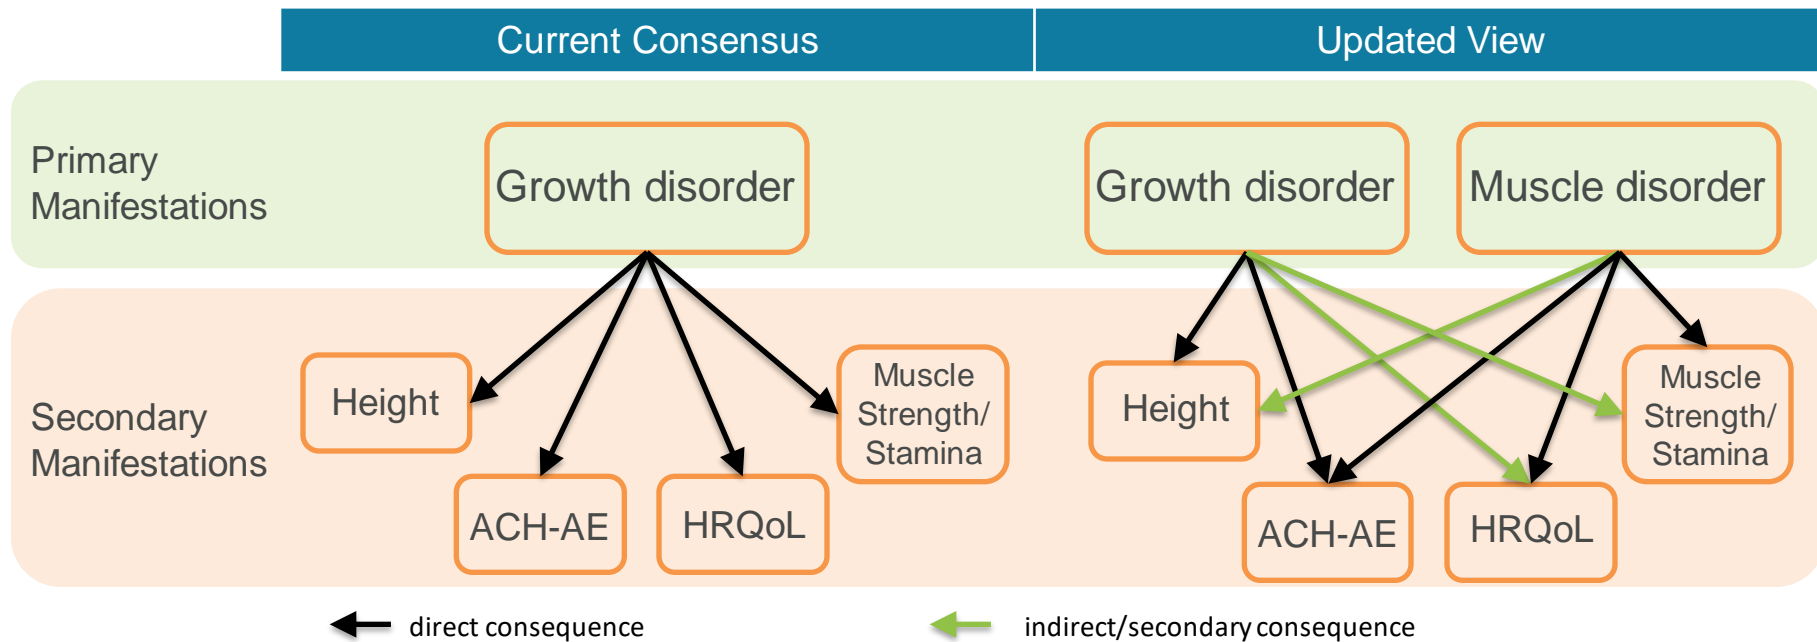 Current Consensus
Updated View
Primary
Manifestations
Growth disorder
Growth disorder
Muscle disorder
Secondary
Manifestations
Height
ACH-AE
HRQoL
Muscle
Strength/
Stamina
Height
ACH-AE
HRQoL
Muscle
Strength/
Stamina
direct consequence
indirect/secondary consequence